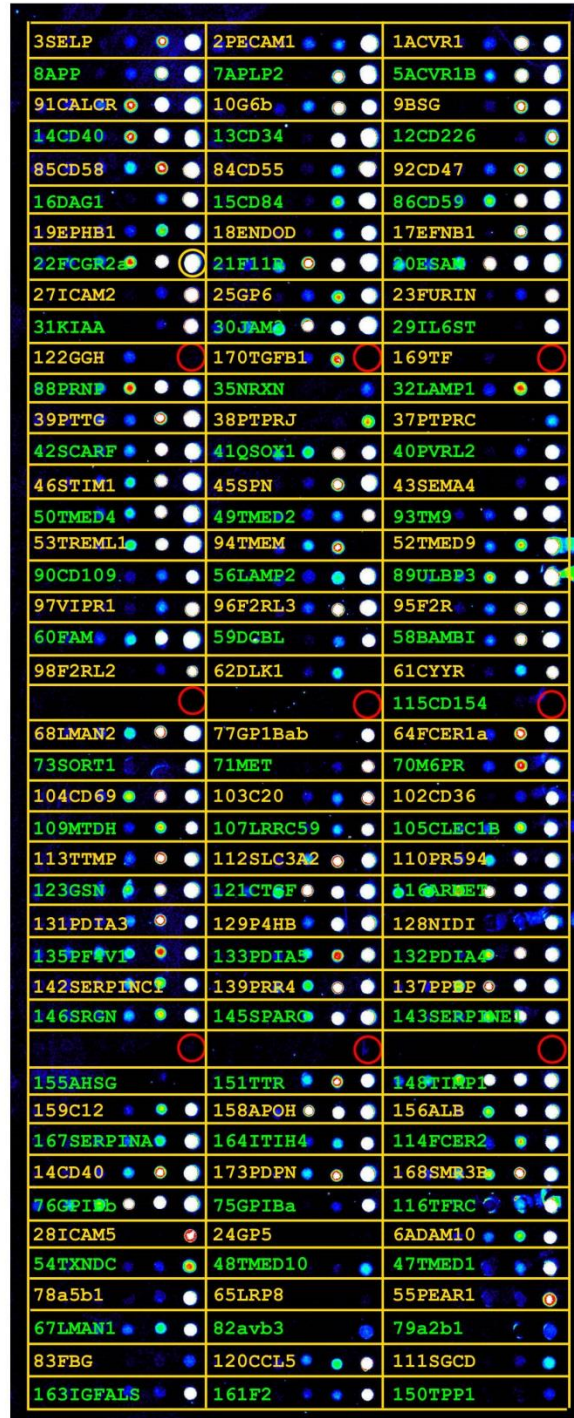 3SELP 2PECAM1 1ACVR1
8APP 7APLP2 5ACVR1B
91CALCR 10G6b 9BSG
14CD40 13CD34 12CD226
85CD58 84CD55 92CD47
16DAG1 15CD84 86CD59
19EPHB1 18ENDOD 17EFNB1
22FCGR2a 21F11R 20ESAM
27ICAM2 25GP6 23FURIN
31KIAA 30JAM3 29IL6ST
122GGH 170TGFB1 169TF
88PRNP 35NRXN 32LAMP1
39PTTG 38PTPRJ 37PTPRC
42SCARF 41QSOX1 40PVRL2
46STIM1 45SPN 43SEMA4
50TMED4 49TMED2 93TM9
53TREML1 94TMEM 52TMED9
90CD109 56LAMP2 89ULBP3
97VIPR1 96F2RL3 95F2R
60FAM 59DCBL 58BAMBI
98F2RL2 62DLK1 61CYYR
115CD154
68LMAN2 77GP1Bab 64FCER1a
73SORT1 71MET 70M6PR
104CD69 103C20 102CD36
109MTDH 107LRRC59 105CLEC1B
113TTMP 112SLC3A2 110PR594
123GSN 121CTGF 116ARMET
131PDIA3 129P4HB 128NIDI
135PF4V1 133PDIA5 132PDIA4
142SERPINC1 139PRR4 137PPBP
146SRGN 145SPARC 143SERPINE1
155AHSG 151TTR 148TIMP1
159C12 158APOH 156ALB
167SERPINA 164ITIH4 114FCER2
14CD40 173PDPN 168SMR3B
76GPIBb 75GPIBa 116TFRC
28ICAM5 24GP5 6ADAM10
54TXNDC 48TMED10 47TMED1
78a5b1 65LRP8 55PEAR1
67LMAN1 82avb3 79a2b1
83FBG 120CCL5 111SGCD
163IGFALS 161F2 150TPP1